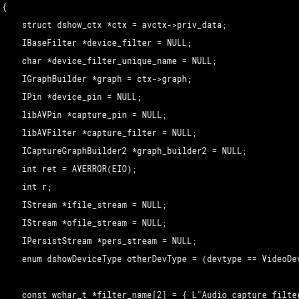 {
struct dshow_ctx *ctx = avctx->priv_data;
IBaseFilter *device_filter = NULL;
char *device_filter_unique_name = NULL;
IGraphBuilder *graph = ctx->graph;
IPin *device_pin = NULL;
libAVPin *capture_pin = NULL;
libAVFilter *capture_filter = NULL;
ICaptureGraphBuilder2 *graph_builder2 = NULL;
int ret = AVERROR(EIO);
int r;
IStream *ifile_stream = NULL;
IStream *ofile_stream = NULL;
IPersistStream *pers_stream = NULL;
enum dshowDeviceType otherDevType = (devtype == VideoDev
const wchar_t *filter_name[2] = { L"Audio capture filter